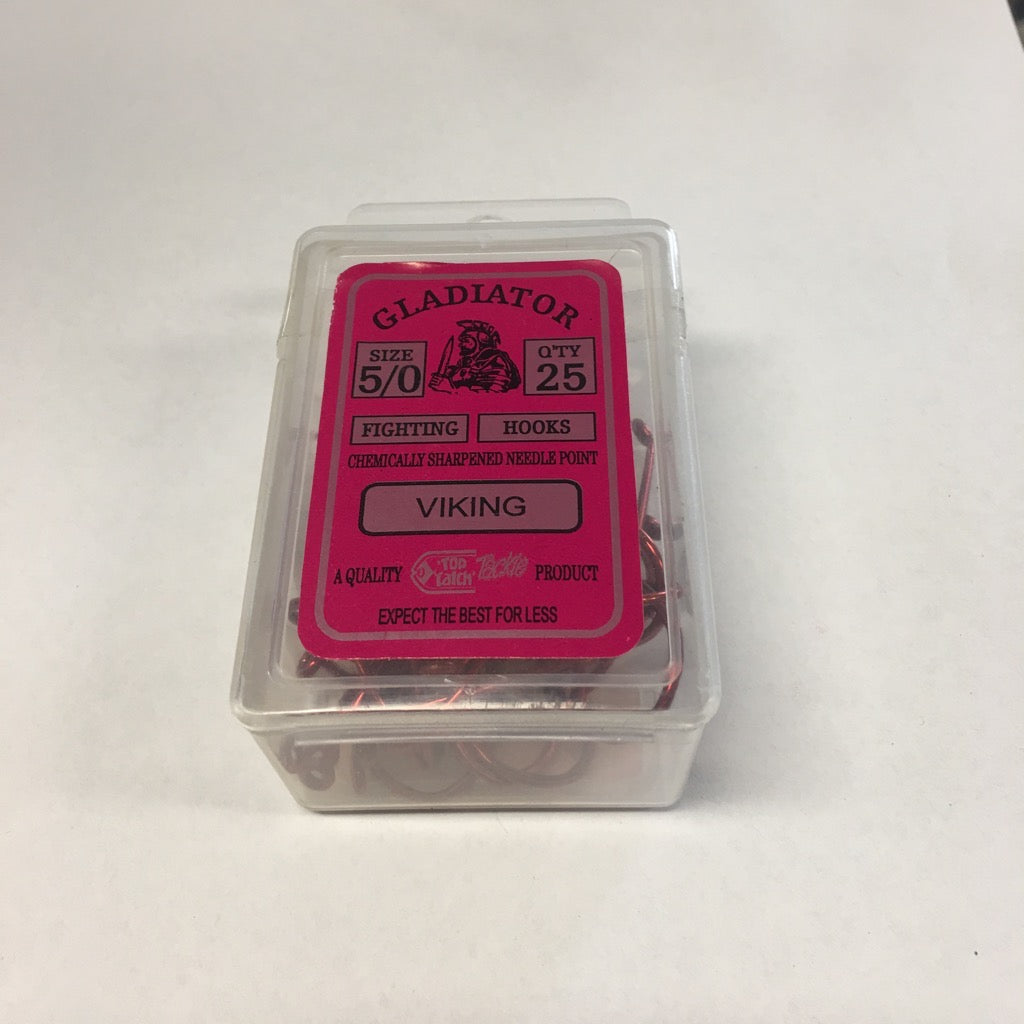 GLADIATOR
SIZE
5/0
Q'TY
25
FIGHTING HOOKS
CHEMICALLY SHARPENED NEEDLE POINT
VIKING
A QUALITY TOP Catch Tackle PRODUCT
EXPECT THE BEST FOR LESS